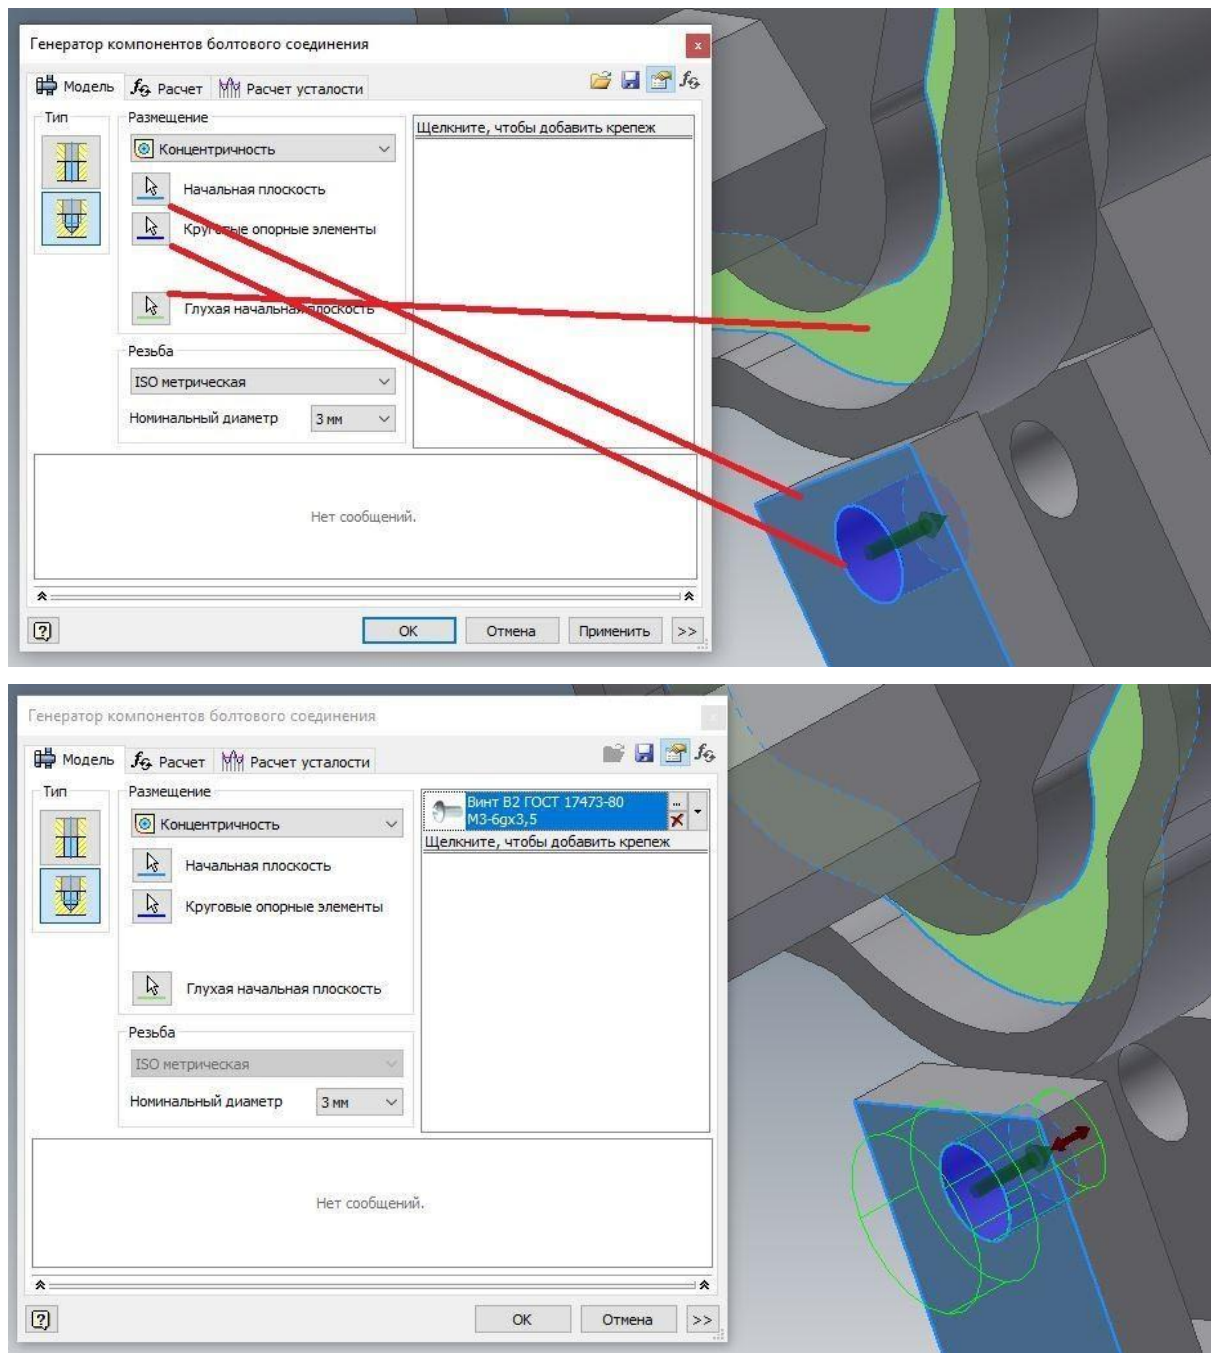 Генератор компонентов болтового соединения
x
Модель
Расчет
Расчет усталости
Тип
Размещение
Концентричность
Начальная плоскость
Круговые опорные элементы
Глухая начальная плоскость
Резьба
ISO метрическая
Номинальный диаметр
3 мм
Щелкните, чтобы добавить крепеж
Нет сообщений.
?
OK
Отмена
Применить
>>
Генератор компонентов болтового соединения
Модель
Расчет
Расчет усталости
Тип
Размещение
Концентричность
Начальная плоскость
Круговые опорные элементы
Глухая начальная плоскость
Резьба
ISO метрическая
Номинальный диаметр
3 мм
Винт B2 ГОСТ 17473-80
M3-6gx3,5
...
Щелкните, чтобы добавить крепеж
Нет сообщений.
?
OK
Отмена
>>